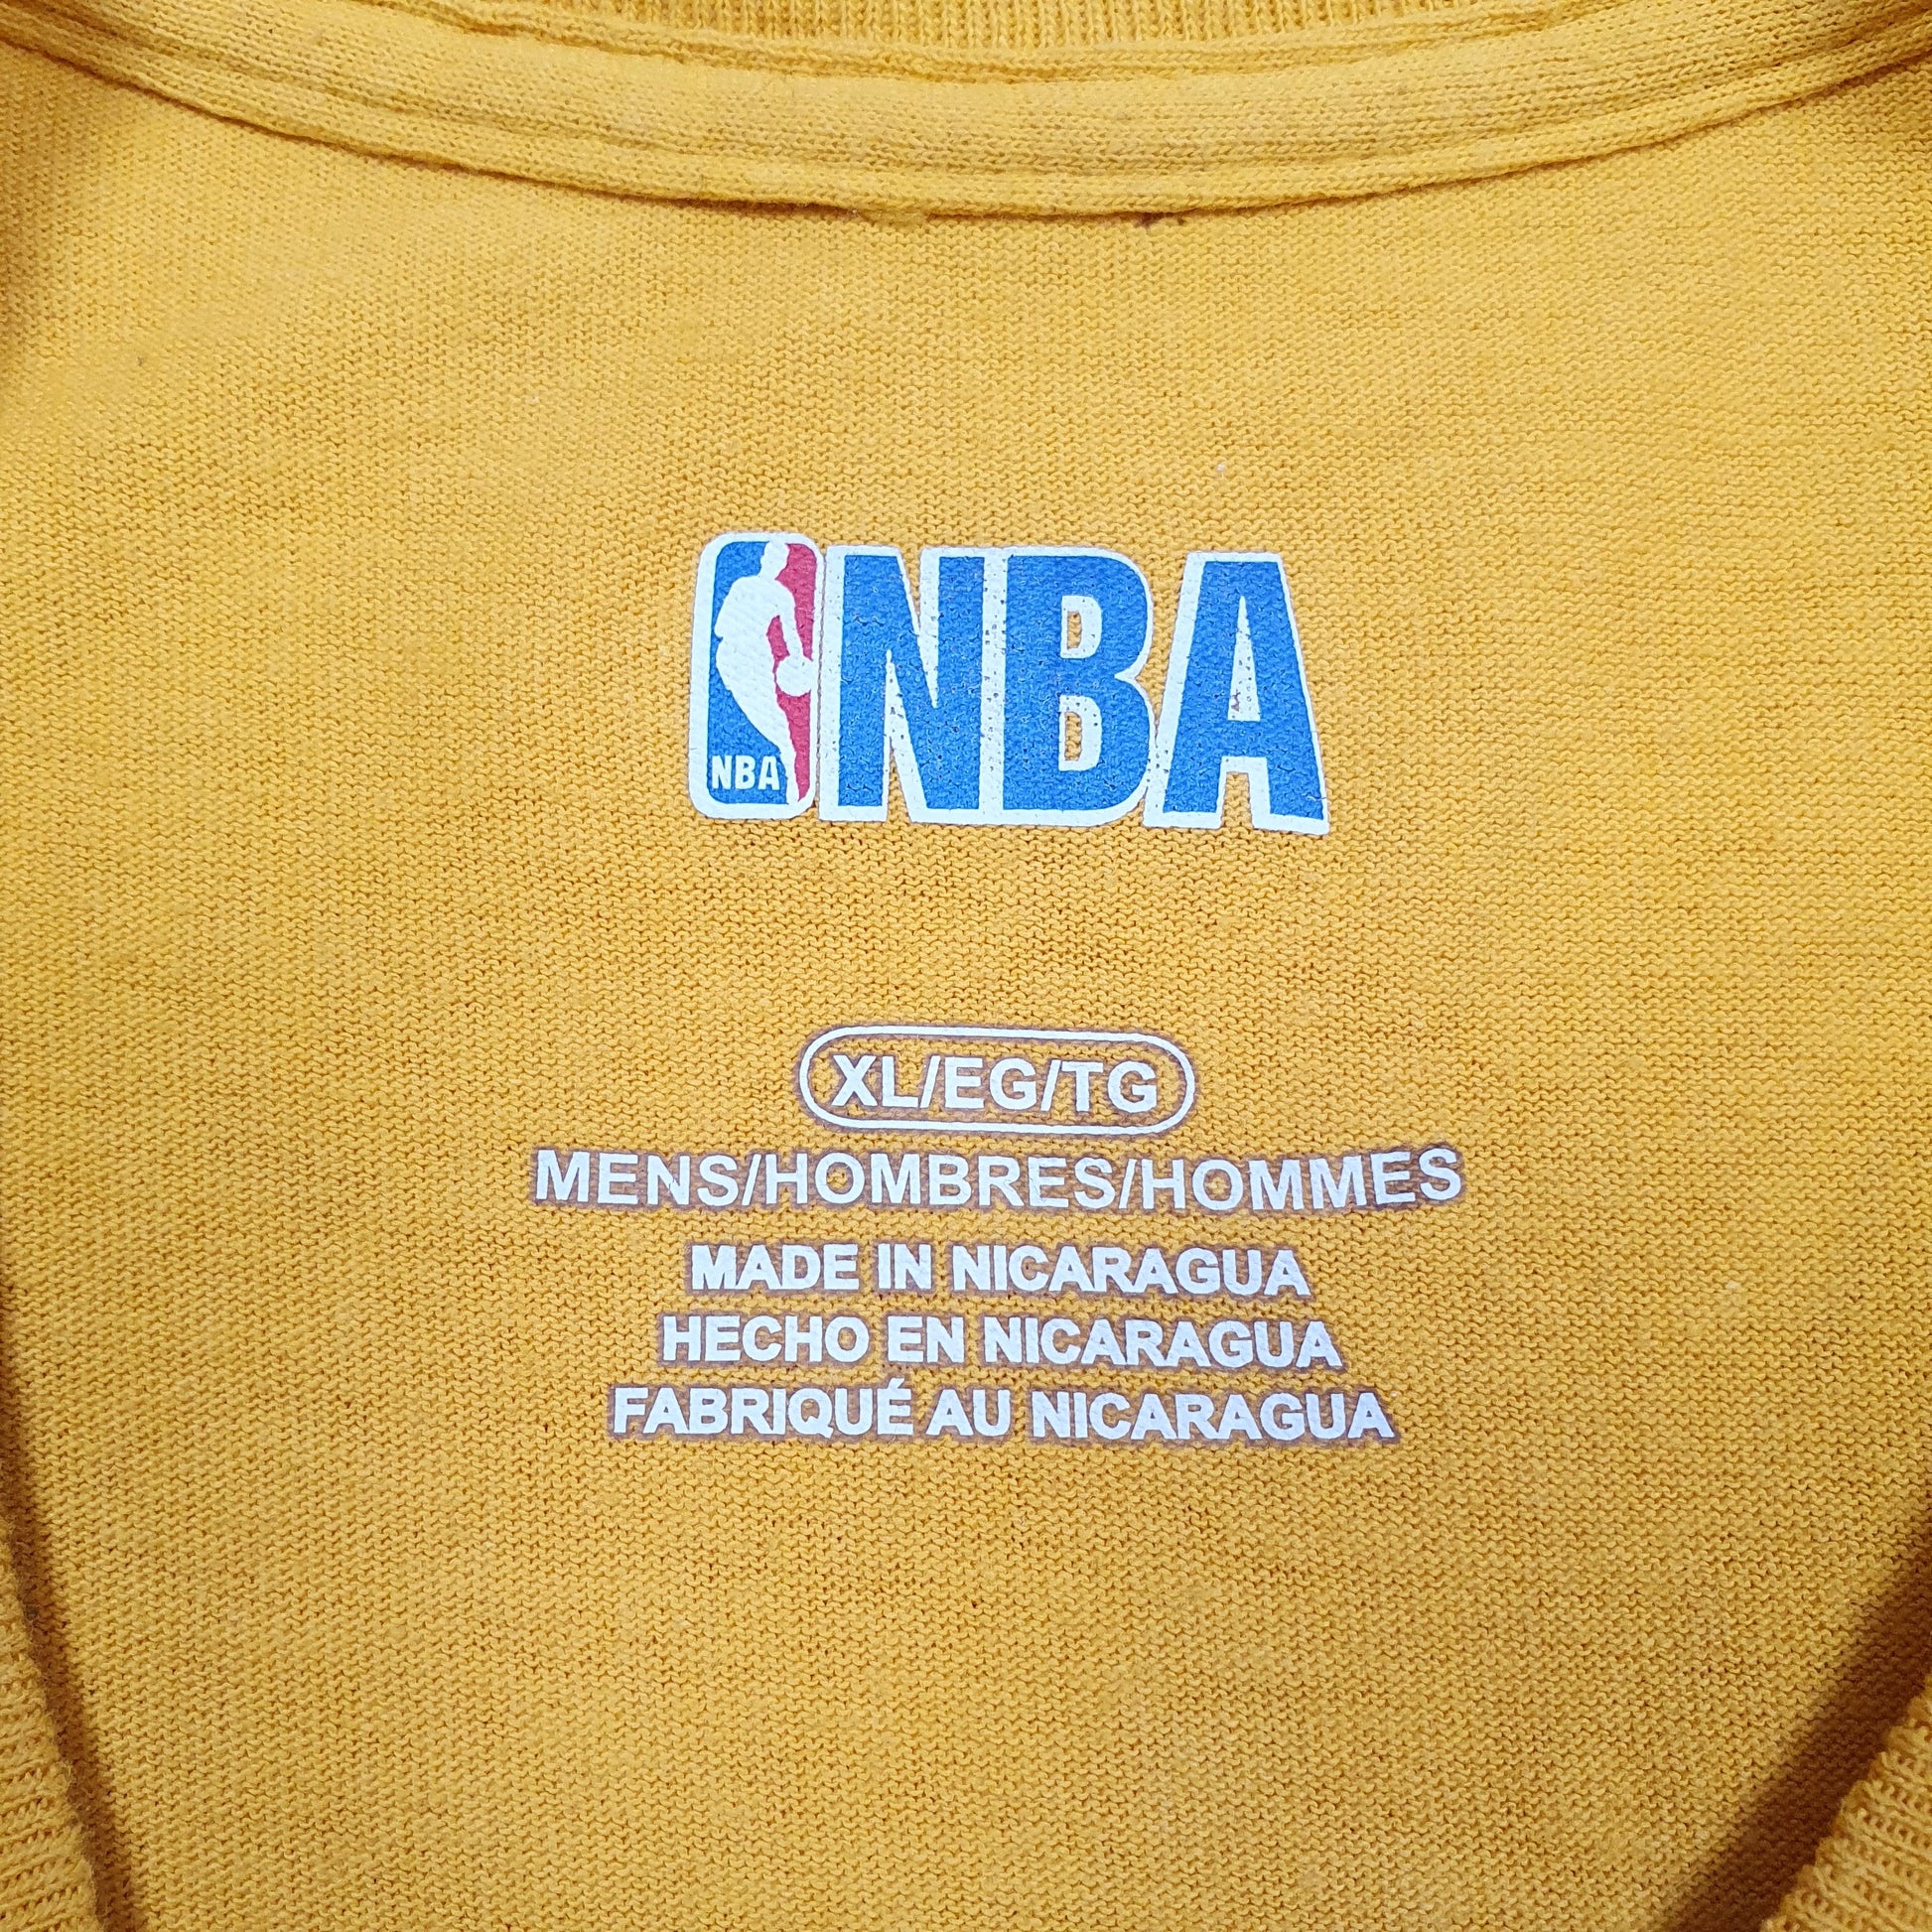 NBA NBA
XL/EG/TG
MENS/HOMBRES/HOMMES
MADE IN NICARAGUA
HECHO EN NICARAGUA
FABRIQUÉ AU NICARAGUA